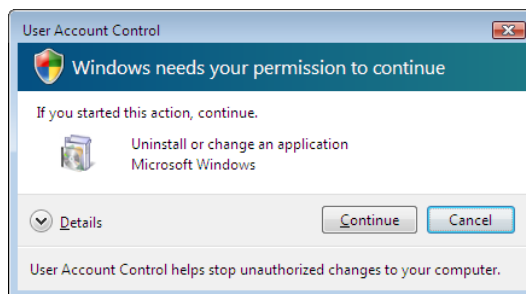 User Account Control
Windows needs your permission to continue
If you started this action, continue.
Uninstall or change an application
Microsoft Windows
Details
Continue
Cancel
User Account Control helps stop unauthorized changes to your computer.